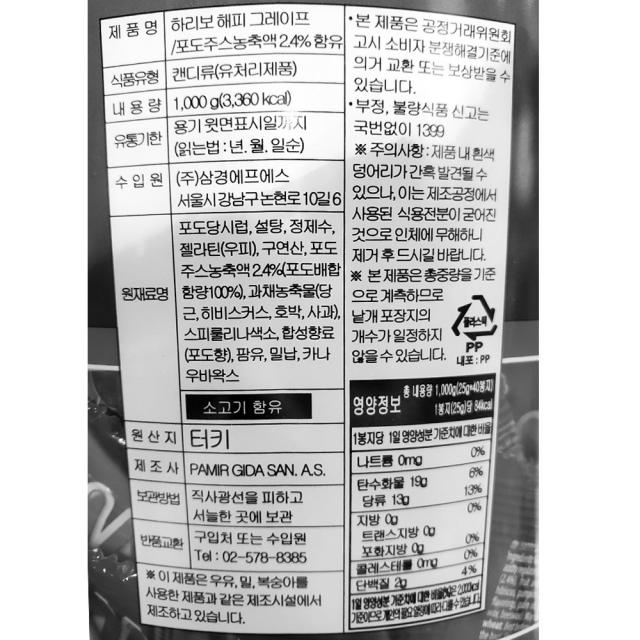 제 품 명
하리보 해피 그레이프
/포도주스농축액 2.4% 함유
식품유형
캔디류(유처리제품)
내 용 량
1,000 g(3,360 kcal)
유통기한
용기 윗면표시일까지
(읽는법 : 년. 월. 일순)
수 입 원
(주)삼경에프에스
서울시 강남구 논현로 10길 6
원재료명
포도당시럽, 설탕, 정제수,
젤라틴(우피), 구연산, 포도
주스농축액 2.4%(포도배합
함량100%), 과채농축물(당
근, 히비스커스, 호박, 사과),
스피룰리나색소, 합성향료
(포도향), 팜유, 밀납, 카나
우바왁스
소고기 함유
원 산 지
터키
제 조 사
PAMIR GIDA SAN. A.S.
보관방법
직사광선을 피하고
서늘한 곳에 보관
반품교환
구입처 또는 수입원
Tel : 02-578-8385
※ 이 제품은 우유, 밀, 복숭아를
사용한 제품과 같은 제조시설에서
제조하고 있습니다.
• 본 제품은 공정거래위원회
고시 소비자 분쟁해결기준에
의거 교환 또는 보상받을 수
있습니다.
• 부정, 불량식품 신고는
국번없이 1399
※ 주의사항 : 제품 내 흰색
덩어리가 간혹 발견될 수
있으나, 이는 제조공정에서
사용된 식용전분이 굳어진
것으로 인체에 무해하니
제거 후 드시길 바랍니다.
※ 본 제품은 총중량을 기준
으로 계측하므로
낱개 포장지의
개수가 일정하지
않을 수 있습니다.
플라스틱
PP
내포 : PP
영양정보
총 내용량 1,000g(25g*40봉지)
1봉지(25g)당 84kcal
1봉지당 1일 영양성분 기준치에 대한 비율
나트륨 0mg 0%
탄수화물 19g 6%
당류 13g 13%
지방 0g 0%
트랜스지방 0g
포화지방 0g 0%
콜레스테롤 0mg 0%
단백질 2g 4%
1일 영양성분 기준치에 대한 비율(%)은 2,000kcal
기준이므로 개인의 필요 열량에 따라 다를 수 있습니다.